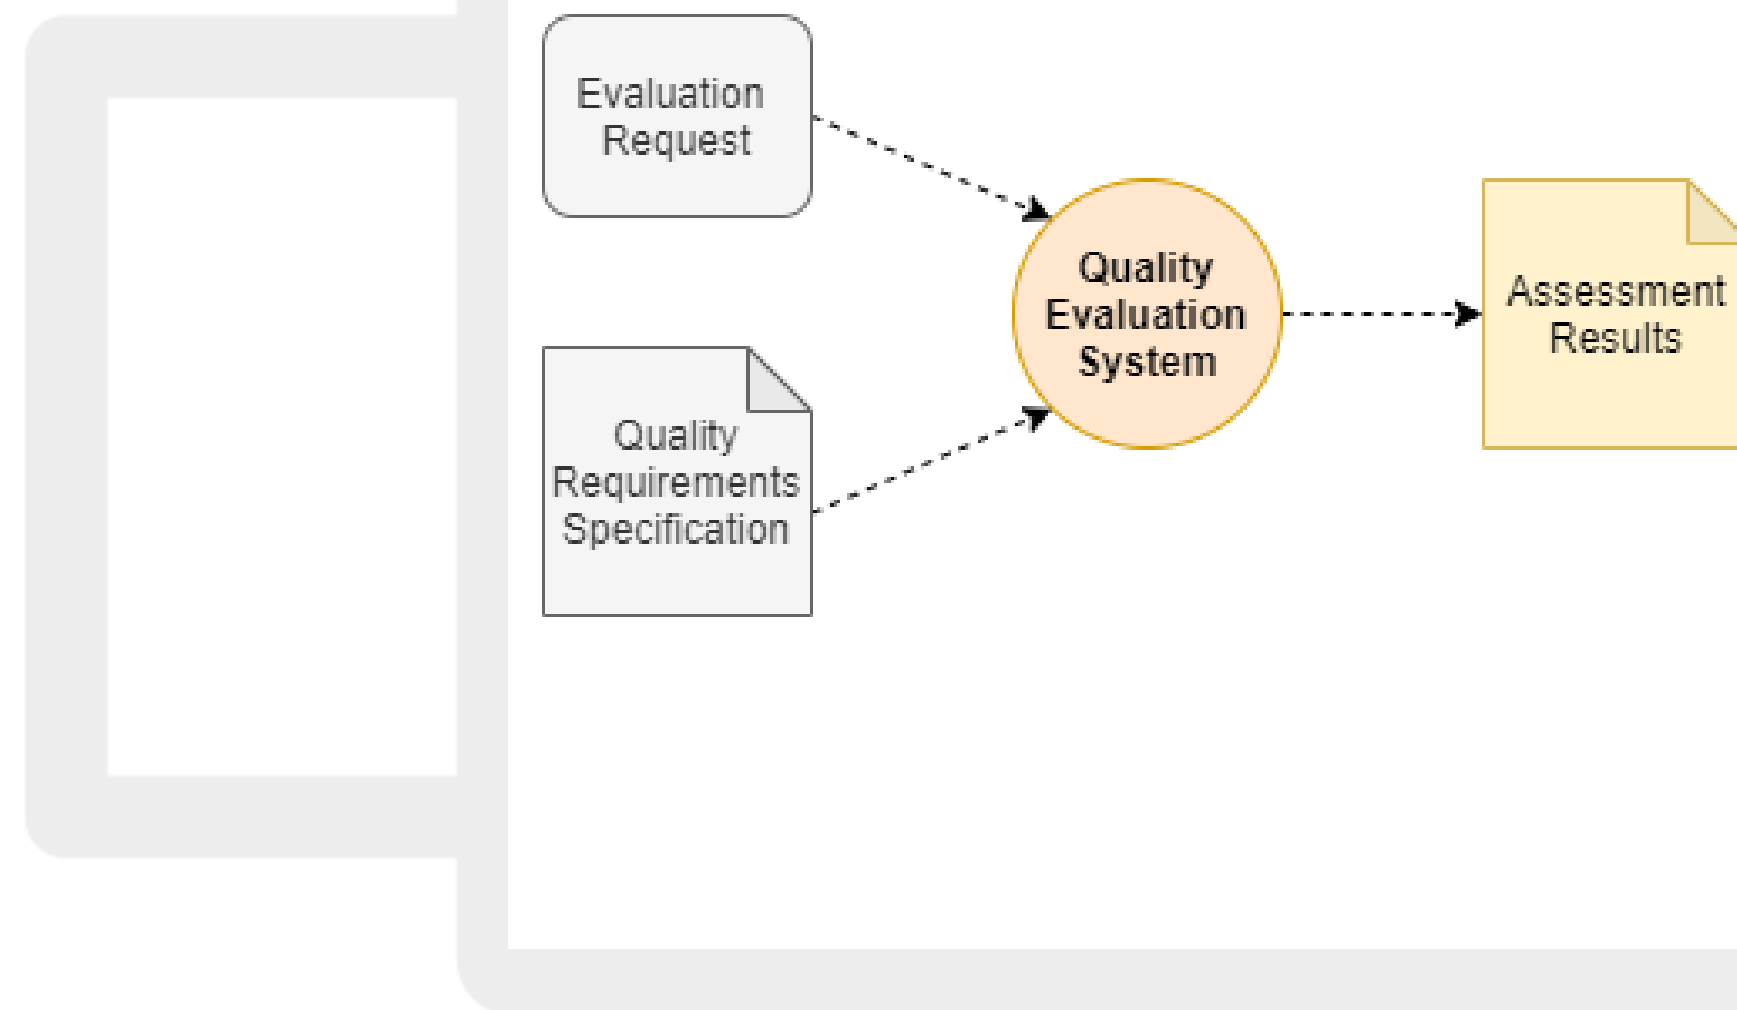 Evaluation
Request
Quality
Requirements
Specification
Quality
Evaluation
System
Assessment
Results